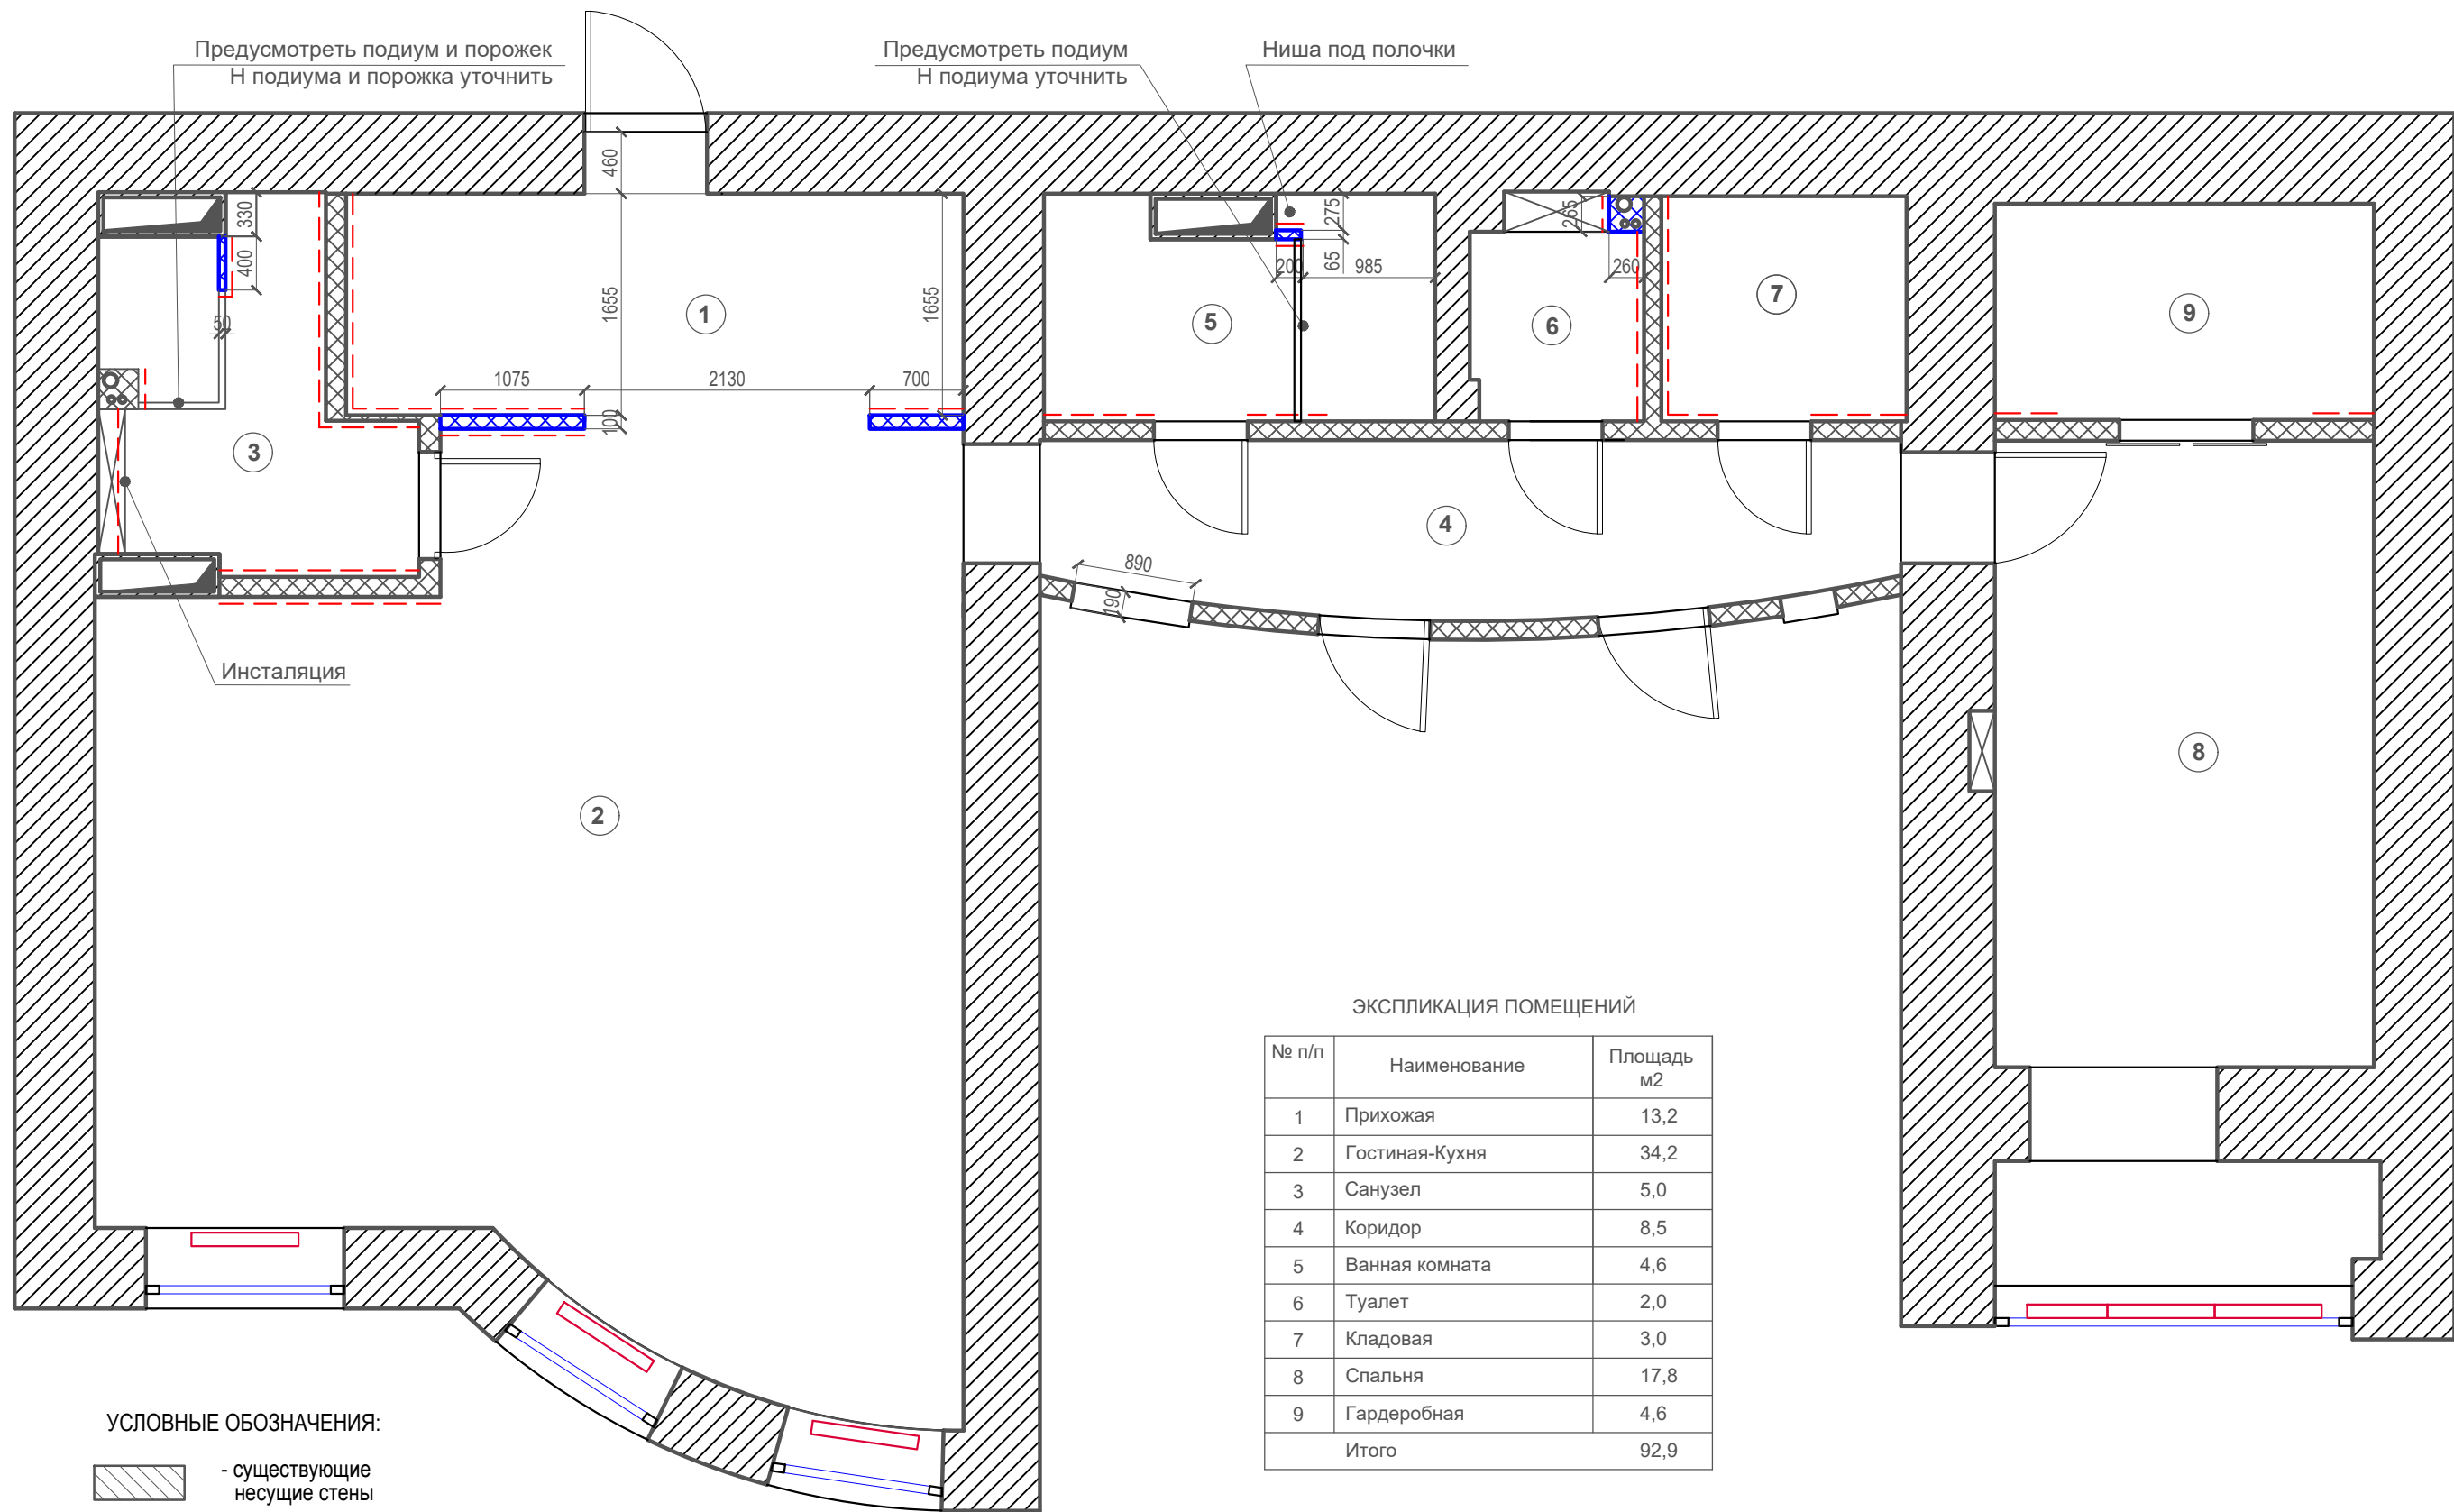 Предусмотреть подиум и порожек
Н подиума и порожка уточнить
Предусмотреть подиум
Н подиума уточнить
Ниша под полочки
460
330
400
50
1655
1655
1
1075
2130
700
100
3
275
65
200
985
5
265
260
6
7
9
4
890
190
Инсталяция
2
8
ЭКСПЛИКАЦИЯ ПОМЕЩЕНИЙ
№ п/п Наименование Площадь
м2
1 Прихожая 13,2
2 Гостиная-Кухня 34,2
3 Санузел 5,0
4 Коридор 8,5
5 Ванная комната 4,6
6 Туалет 2,0
7 Кладовая 3,0
8 Спальня 17,8
9 Гардеробная 4,6
Итого 92,9
УСЛОВНЫЕ ОБОЗНАЧЕНИЯ:
- существующие
несущие стены